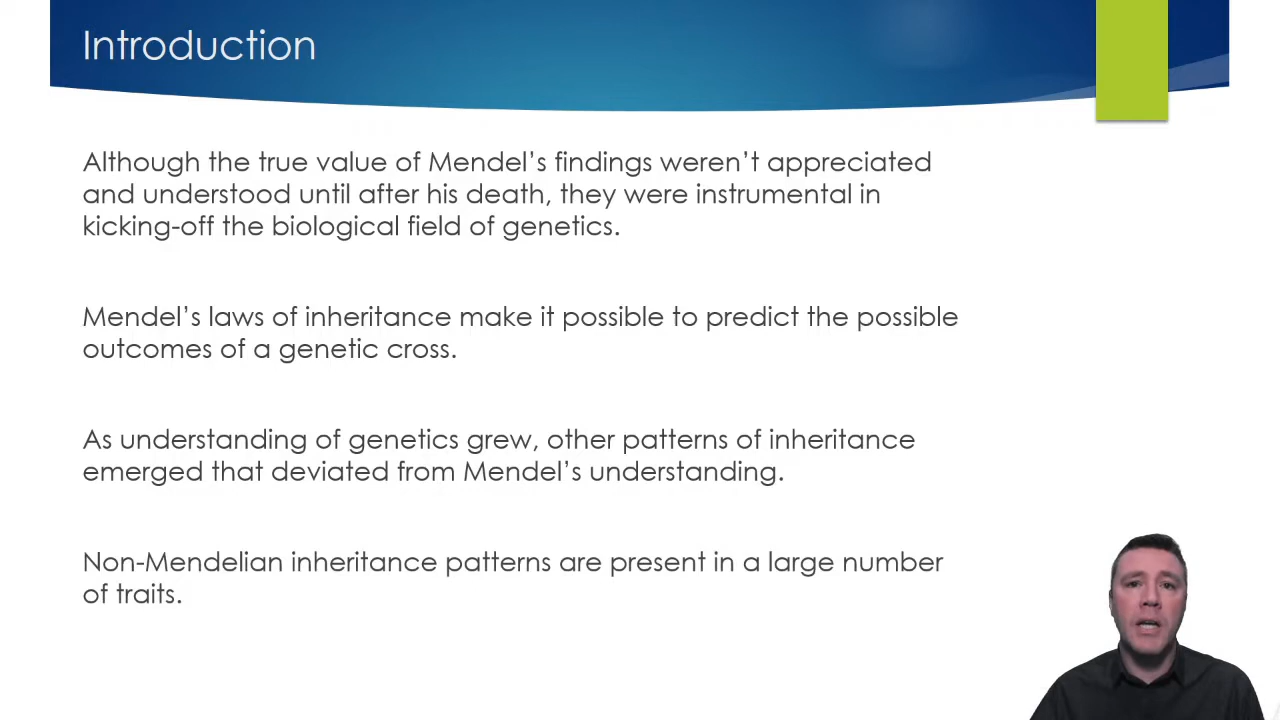 Introduction
Although the true value of Mendel’s findings weren’t appreciated
and understood until after his death, they were instrumental in
kicking-off the biological field of genetics.
Mendel’s laws of inheritance make it possible to predict the possible
outcomes of a genetic cross.
As understanding of genetics grew, other patterns of inheritance
emerged that deviated from Mendel’s understanding.
Non-Mendelian inheritance patterns are present in a large number
of traits.